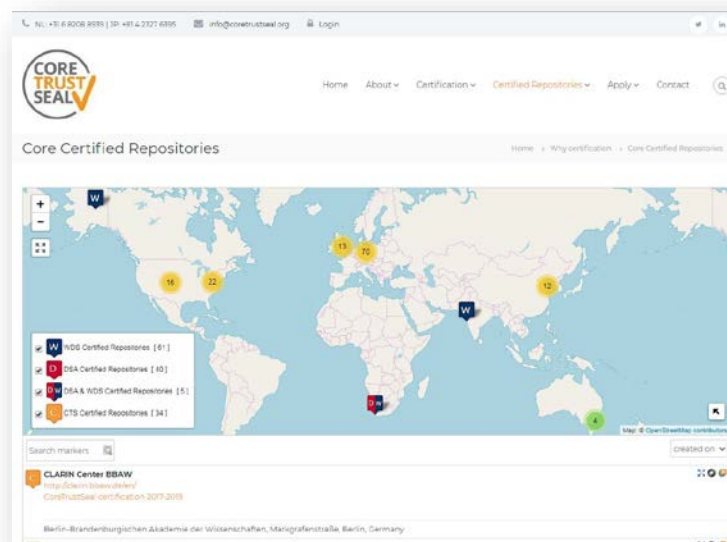 NL: +31 6 8208 8939 | JP: +81 4 2327 6395 info@coretrustseal.org Login
CORE
TRUST
SEAL
Home About Certification Certified Repositories Apply Contact
Core Certified Repositories
Home Why certification Core Certified Repositories
+
−
W
13
70
16
22
12
W
W WDS Certified Repositories [ 61 ]
D DSA Certified Repositories [ 40 ]
D W DSA & WDS Certified Repositories [ 5 ]
C CTS Certified Repositories [ 34 ]
D W
4
Map: © OpenStreetMap contributors
Search markers
created on
C CLARIN Center BBAW
http://clarin.bbaw.de/en/
CoreTrustSeal certification 2017-2019
Berlin-Brandenburgischen Akademie der Wissenschaften, Markgrafenstraße, Berlin, Germany